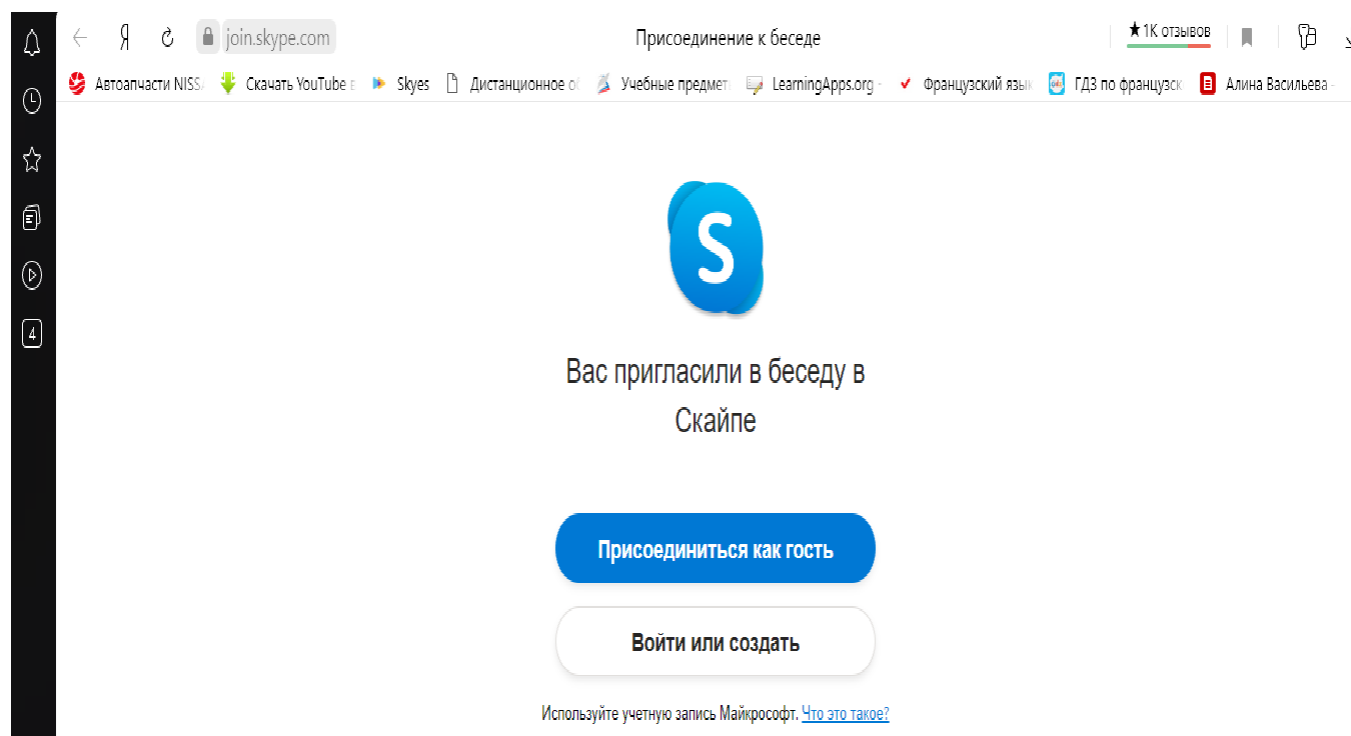 Я join.skype.com Присоединение к беседе ★1K отзывов
Автоапчасти NISS Скачать YouTube Skyes Дистанционное Учебные предмет LearningApps.org - Французский язык ГДЗ по французск Алина Васильева -
4
S
Вас пригласили в беседу в
Скайпе
Присоединиться как гость
Войти или создать
Используйте учетную запись Майкрософт. Что это такое?